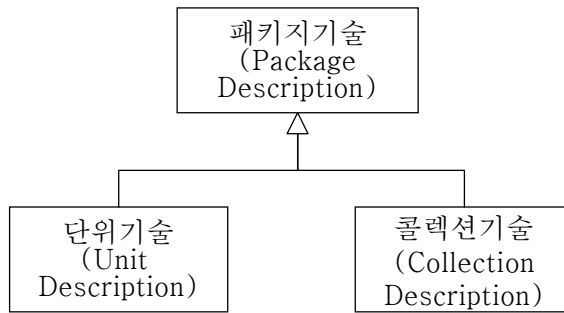 패키지기술
(Package
Description)
단위기술
(Unit
Description)
콜렉션기술
(Collection
Description)